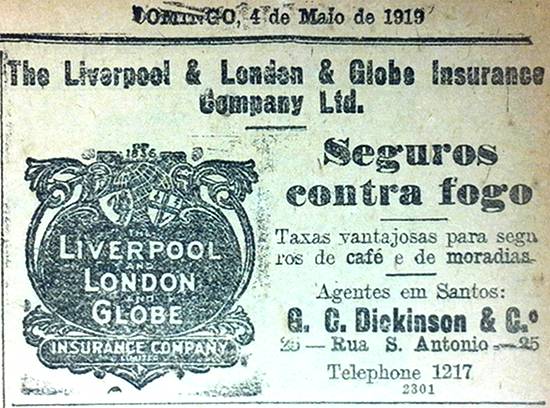 DOMINGO, 4 de Maio de 1919
The Liverpool & London & Globe Insurance
Company Ltd.
1836
THE
LIVERPOOL
AND
LONDON
AND
GLOBE
INSURANCE COMPANY
LIMITED
Seguros
contra fogo
Taxas vantajosas para segu
ros de café e de moradias.
Agentes em Santos:
G. C. Dickinson & C.º
25 — Rua S. Antonio — 25
Telephone 1217
2301